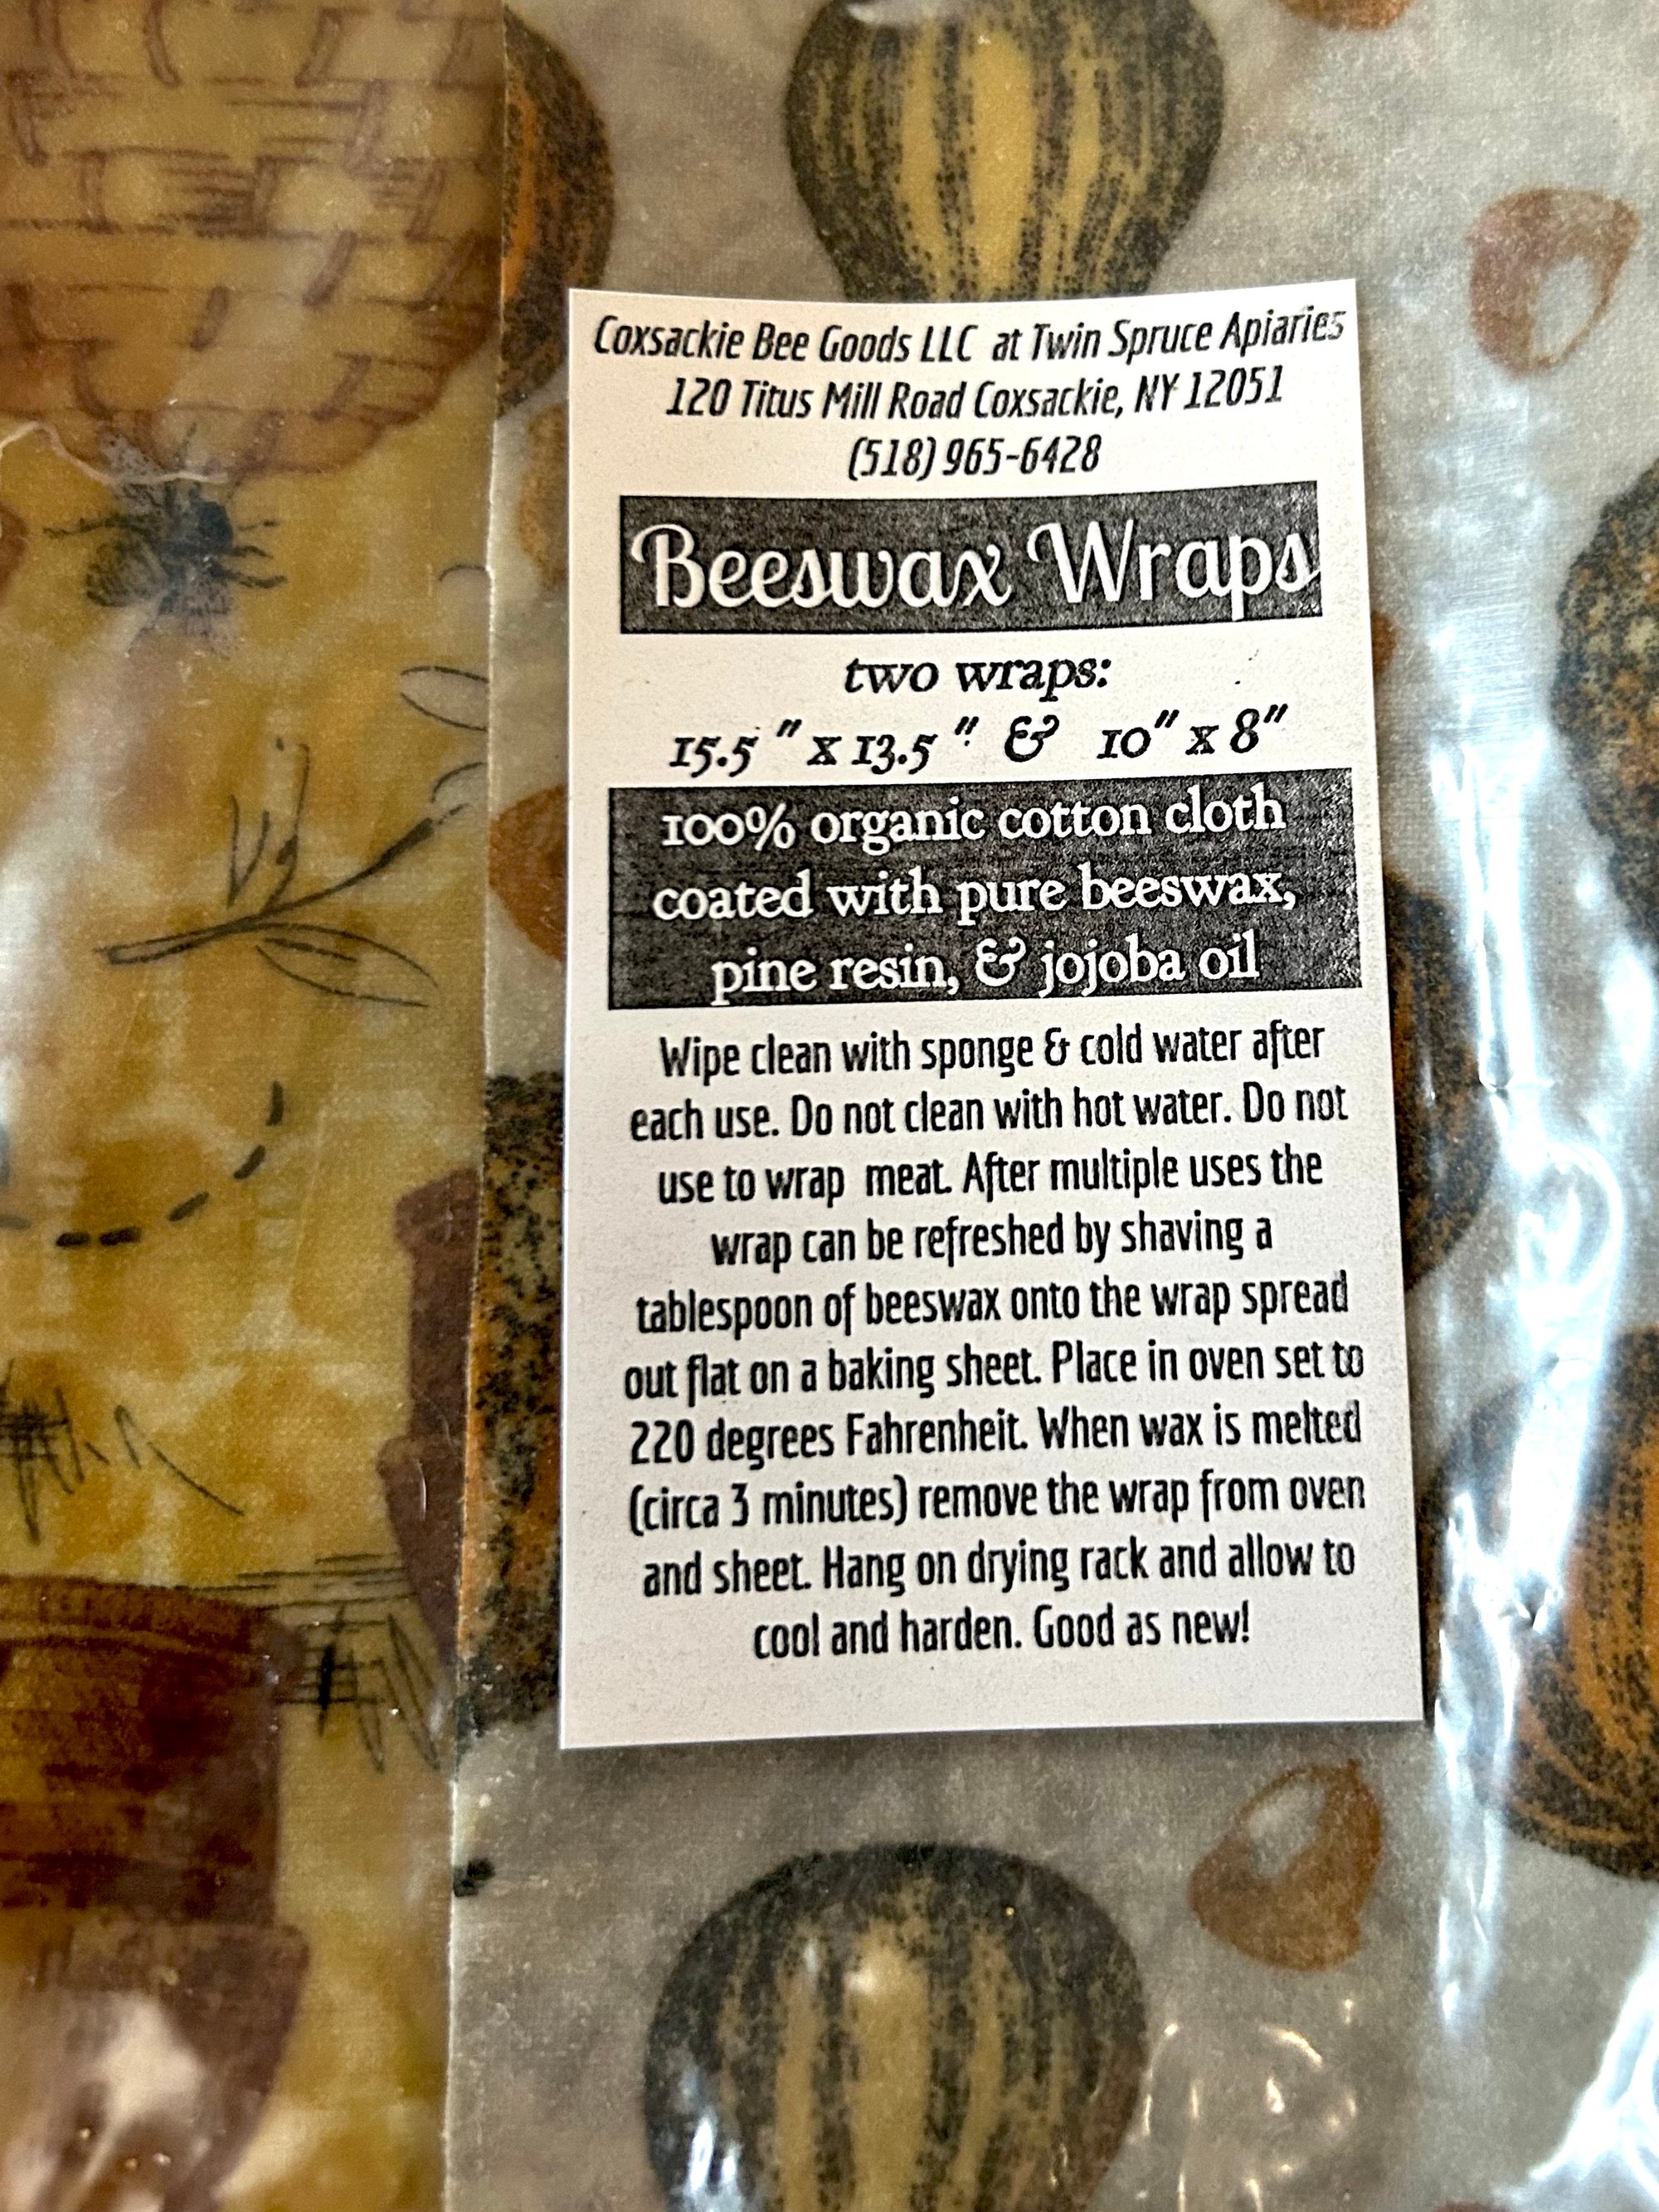 Coxsackie Bee Goods LLC at Twin Spruce Apiaries
120 Titus Mill Road Coxsackie, NY 12051
(518) 965-6428
Beeswax Wraps
two wraps:
15.5 " x 13.5 " & 10" x 8"
100% organic cotton cloth
coated with pure beeswax,
pine resin, & jojoba oil
Wipe clean with sponge & cold water after
each use. Do not clean with hot water. Do not
use to wrap meat. After multiple uses the
wrap can be refreshed by shaving a
tablespoon of beeswax onto the wrap spread
out flat on a baking sheet. Place in oven set to
220 degrees Fahrenheit. When wax is melted
(circa 3 minutes) remove the wrap from oven
and sheet. Hang on drying rack and allow to
cool and harden. Good as new!